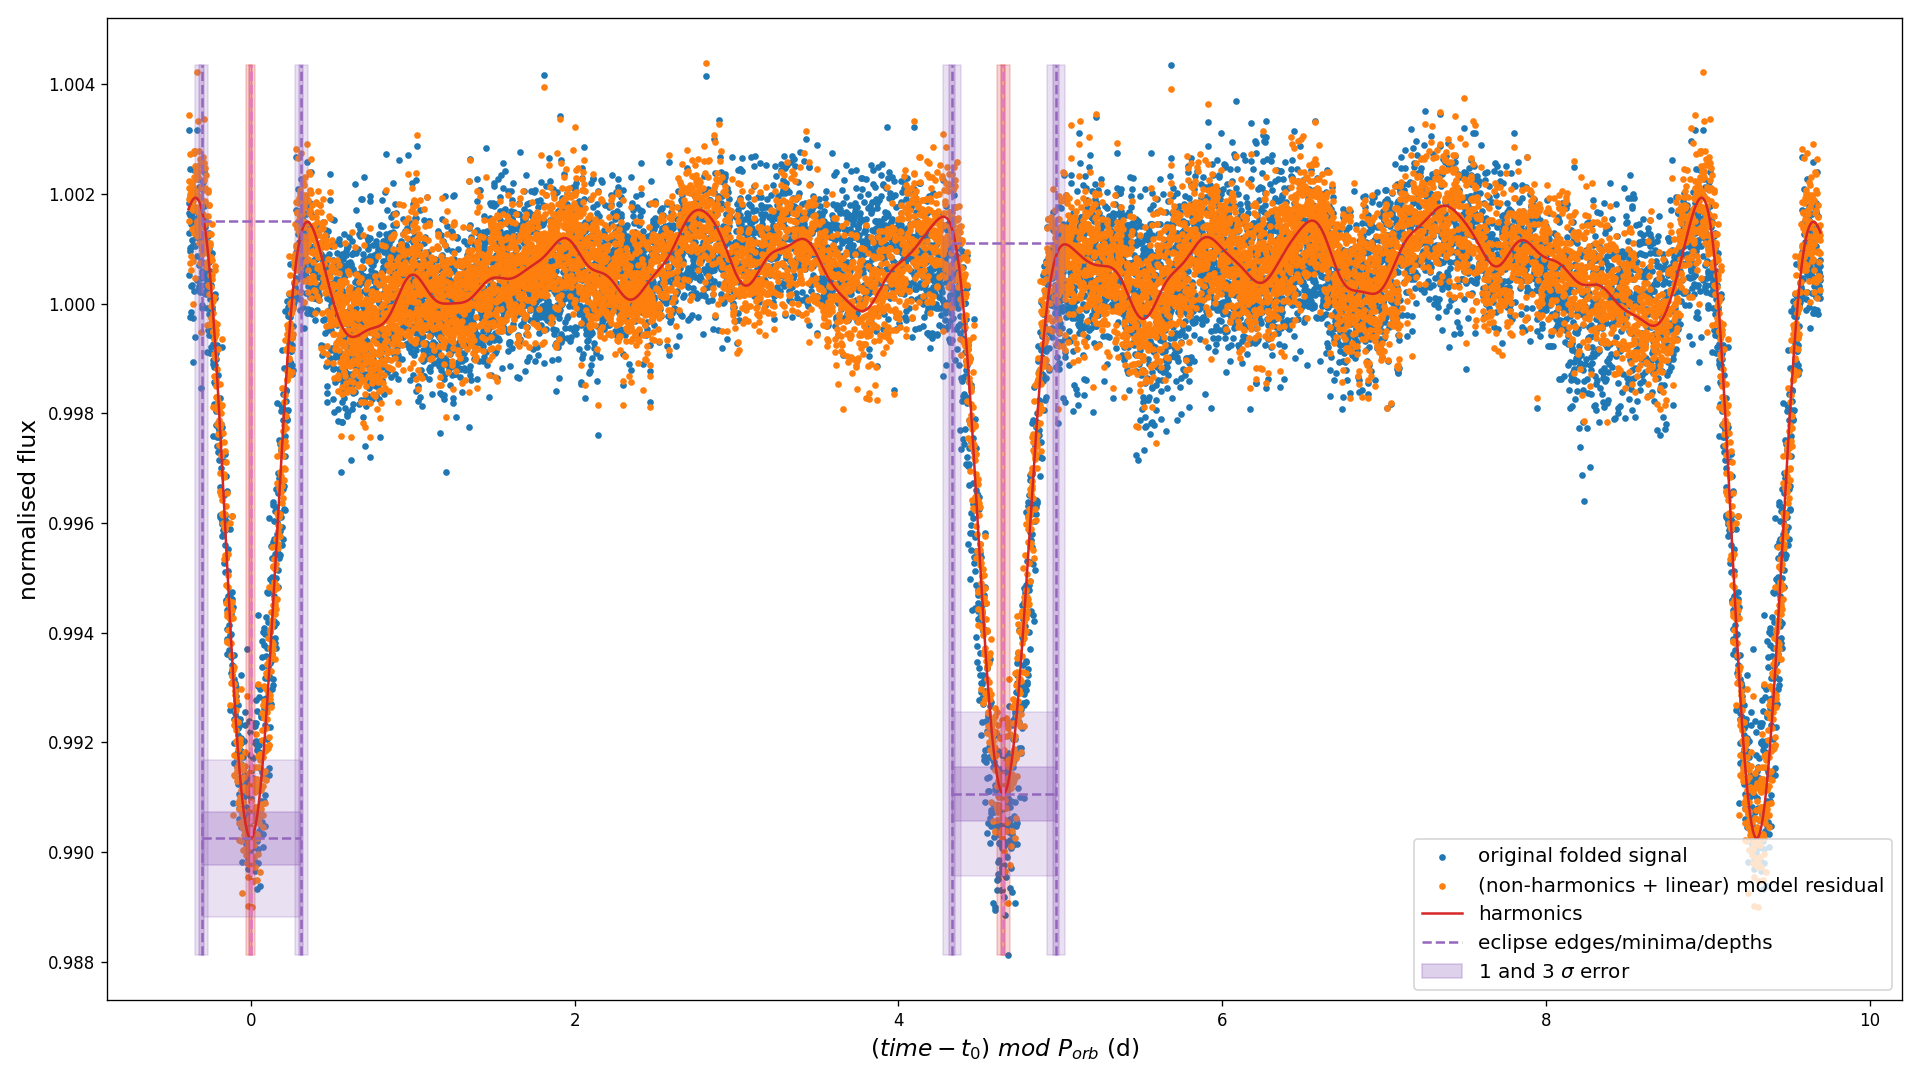 1.004
1.002
1.000
0.998
0.996
0.994
0.992
0.990
0.988
normalised flux
original folded signal
(non-harmonics + linear) model residual
harmonics
eclipse edges/minima/depths
1 and 3 σ error
0 2 4 6 8 10
(time − t₀) mod Pₒᵣb (d)